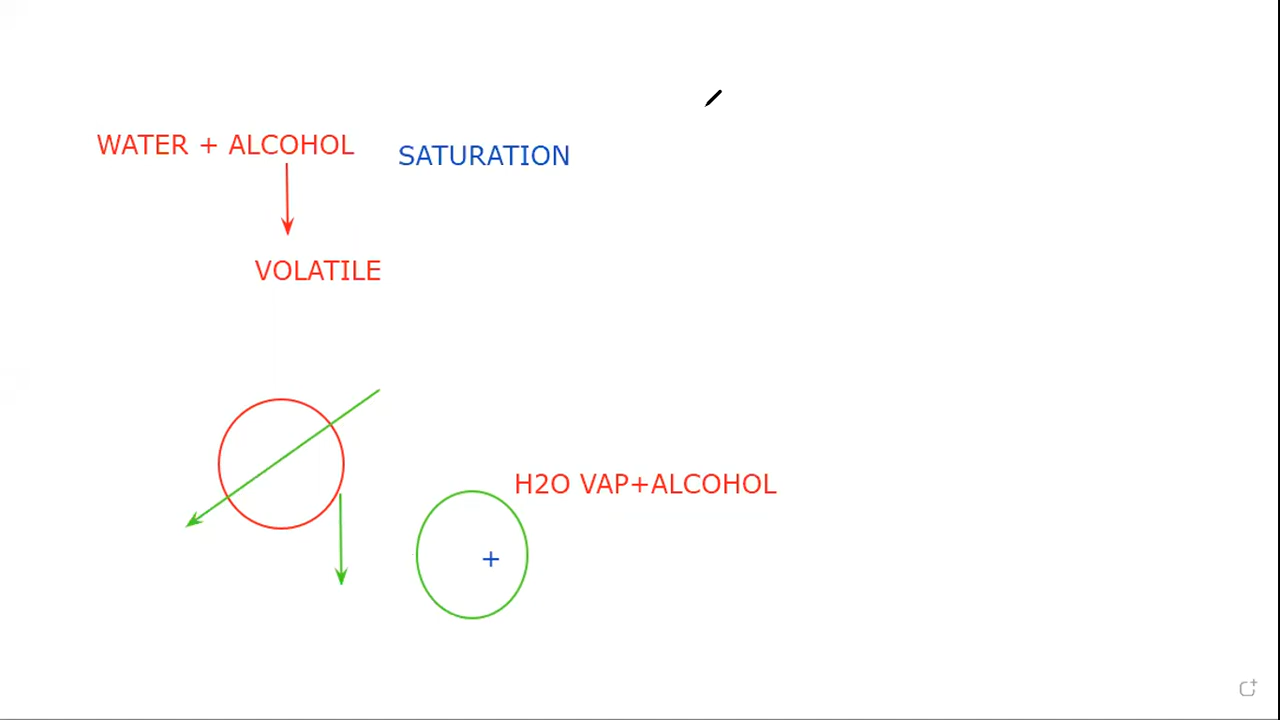 WATER + ALCOHOL
SATURATION
VOLATILE
H2O VAP+ALCOHOL
+